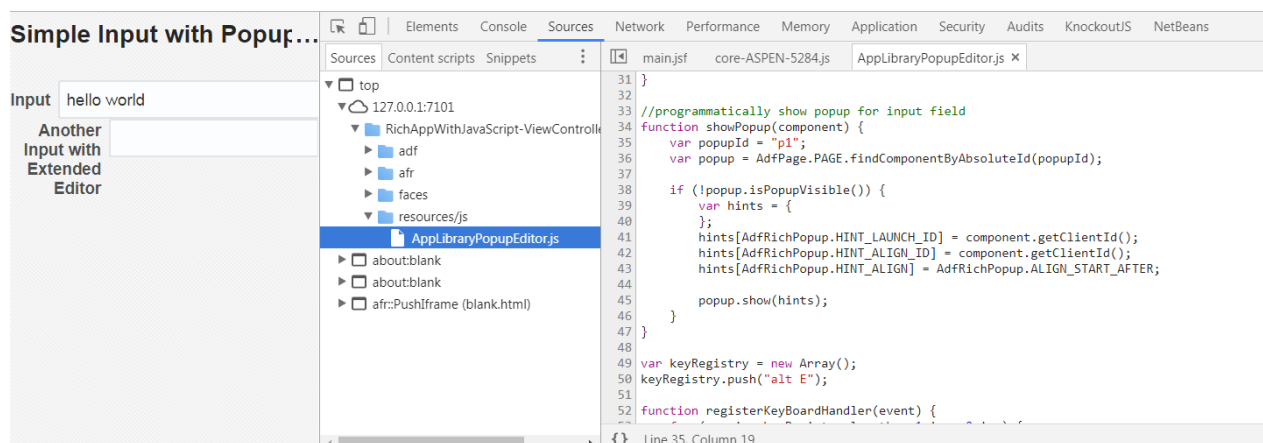 Simple Input with Popup...
Input hello world
Another
Input with
Extended
Editor
Elements Console Sources Network Performance Memory Application Security Audits KnockoutJS NetBeans
Sources Content scripts Snippets
top
127.0.0.1:7101
RichAppWithJavaScript-ViewControlle
adf
afr
faces
resources/js
AppLibraryPopupEditor.js
about:blank
about:blank
afr::PushIframe (blank.html)
main.jsf core-ASPEN-5284.js AppLibraryPopupEditor.js ×
31 }
32
33 //programmatically show popup for input field
34 function showPopup(component) {
35 var popupId = "p1";
36 var popup = AdfPage.PAGE.findComponentByAbsoluteId(popupId);
37
38 if (!popup.isPopupVisible()) {
39 var hints = {
40 };
41 hints[AdfRichPopup.HINT_LAUNCH_ID] = component.getClientId();
42 hints[AdfRichPopup.HINT_ALIGN_ID] = component.getClientId();
43 hints[AdfRichPopup.HINT_ALIGN] = AdfRichPopup.ALIGN_START_AFTER;
44
45 popup.show(hints);
46 }
47 }
48
49 var keyRegistry = new Array();
50 keyRegistry.push("alt E");
51
52 function registerKeyBoardHandler(event) {
{} Line 35, Column 19